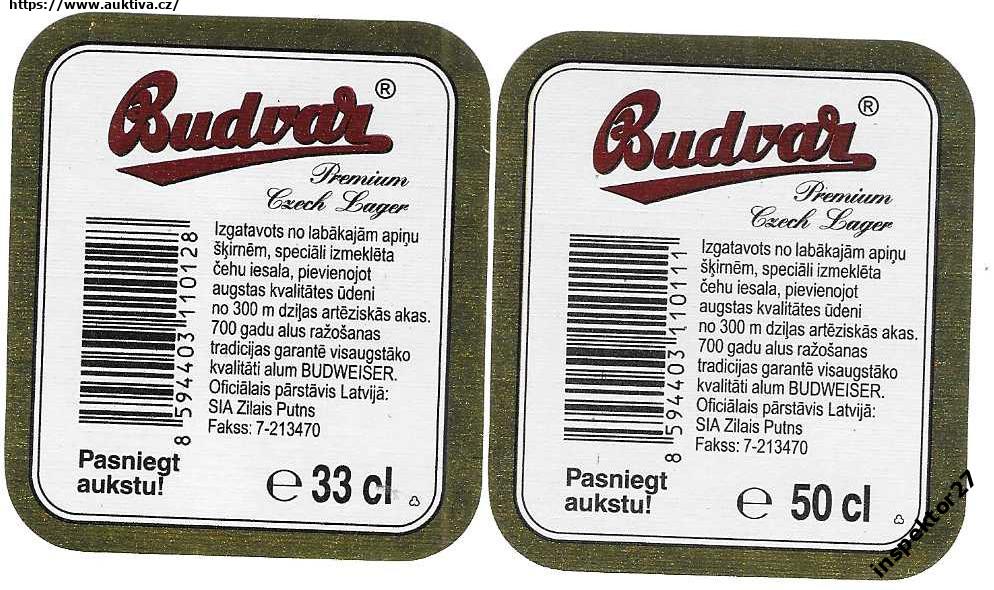 https://www.auktiva.cz/
Budvar®
Premium
Czech Lager
Izgatavots no labākajām apiņu
šķirnēm, speciāli izmeklēta
čehu iesala, pievienojot
augstas kvalitātes ūdeni
no 300 m dziļas artēziskās akas.
700 gadu alus ražošanas
tradicijas garantē visaugstāko
kvalitāti alum BUDWEISER.
Oficiālais pārstāvis Latvijā:
SIA Zilais Putns
Fakss: 7-213470
8 594403 110128
Pasniegt
aukstu!
℮ 33 cl
Budvar®
Premium
Czech Lager
Izgatavots no labākajām apiņu
šķirnēm, speciāli izmeklēta
čehu iesala, pievienojot
augstas kvalitātes ūdeni
no 300 m dziļas artēziskās akas.
700 gadu alus ražošanas
tradicijas garantē visaugstāko
kvalitāti alum BUDWEISER.
Oficiālais pārstāvis Latvijā:
SIA Zilais Putns
Fakss: 7-213470
8 594403 110111
Pasniegt
aukstu!
℮ 50 cl
inspektor27